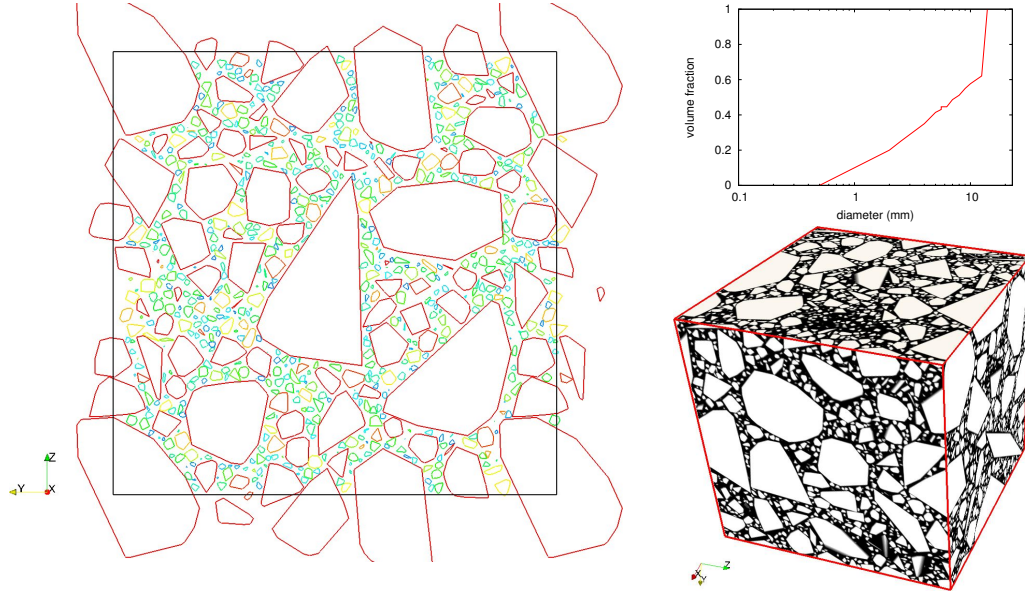 1
0.8
0.6
0.4
0.2
0
volume fraction
0.1 1 10
diameter (mm)
Z
Y X
X Y Z